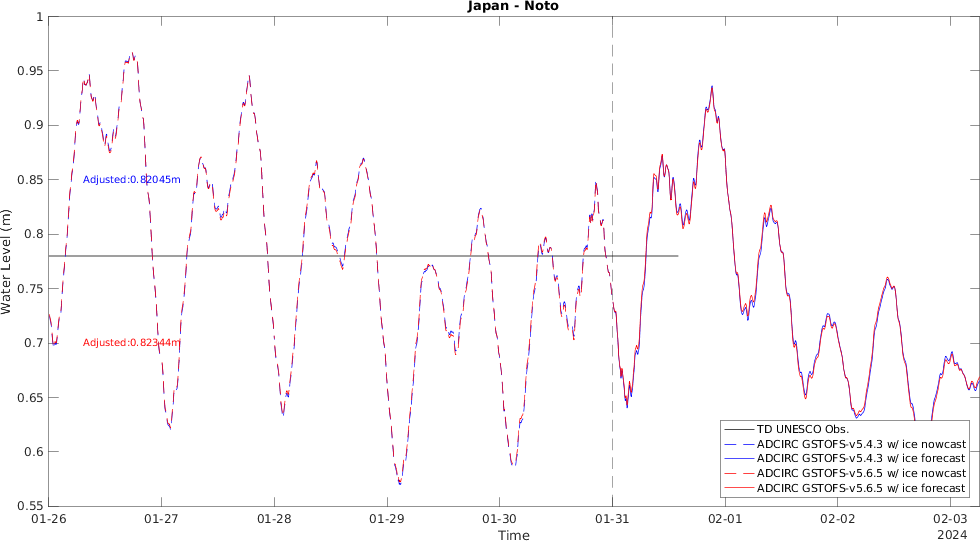 Japan - Noto
1
0.95
0.9
0.85
0.8
0.75
0.7
0.65
0.6
0.55
Water Level (m)
Adjusted:0.82045m
Adjusted:0.82344m
TD UNESCO Obs.
ADCIRC GSTOFS-v5.4.3 w/ ice nowcast
ADCIRC GSTOFS-v5.4.3 w/ ice forecast
ADCIRC GSTOFS-v5.6.5 w/ ice nowcast
ADCIRC GSTOFS-v5.6.5 w/ ice forecast
01-26 01-27 01-28 01-29 01-30 01-31 02-01 02-02 02-03
Time
2024